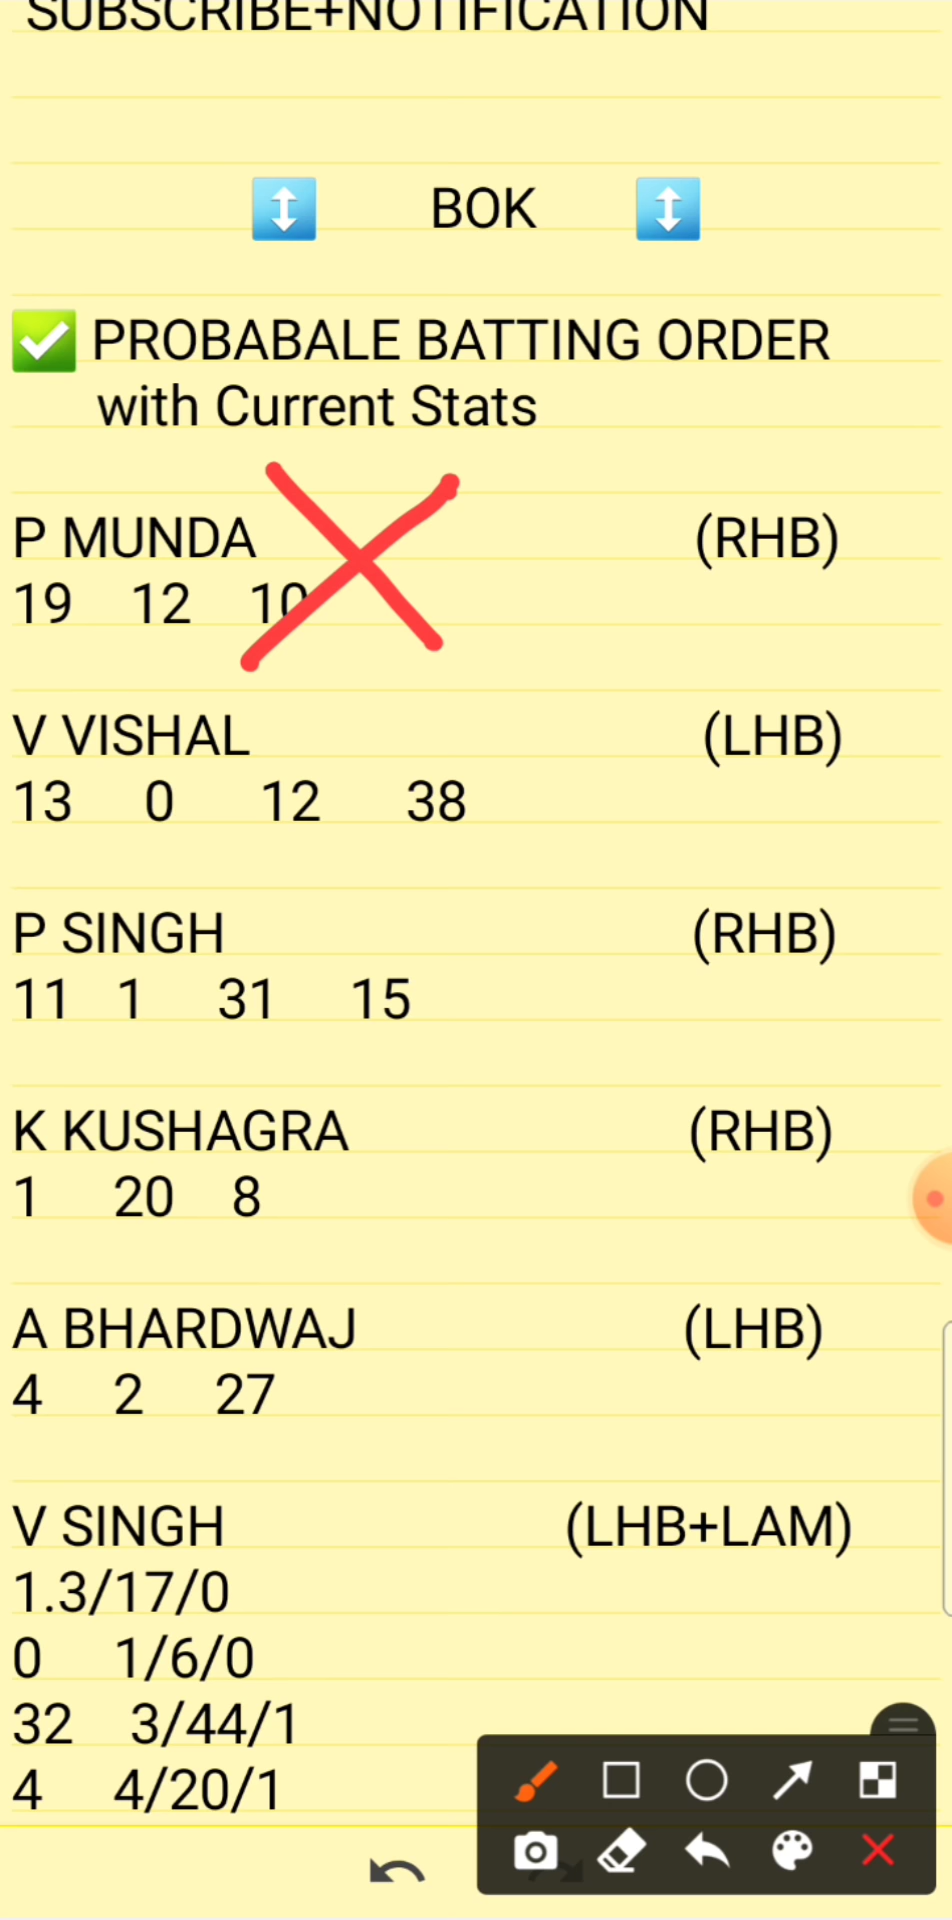 SUBSCRIBE+NOTIFICATION
BOK
PROBABALE BATTING ORDER
with Current Stats
P MUNDA (RHB)
19 12 10
V VISHAL (LHB)
13 0 12 38
P SINGH (RHB)
11 1 31 15
K KUSHAGRA (RHB)
1 20 8
A BHARDWAJ (LHB)
4 2 27
V SINGH (LHB+LAM)
1.3/17/0
0 1/6/0
32 3/44/1
4 4/20/1